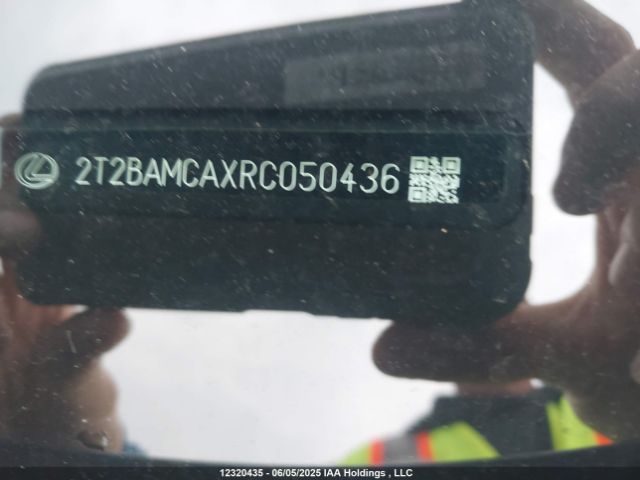 2T2BAMCAXRC050436
12320435 - 06/05/2025 IAA Holdings , LLC